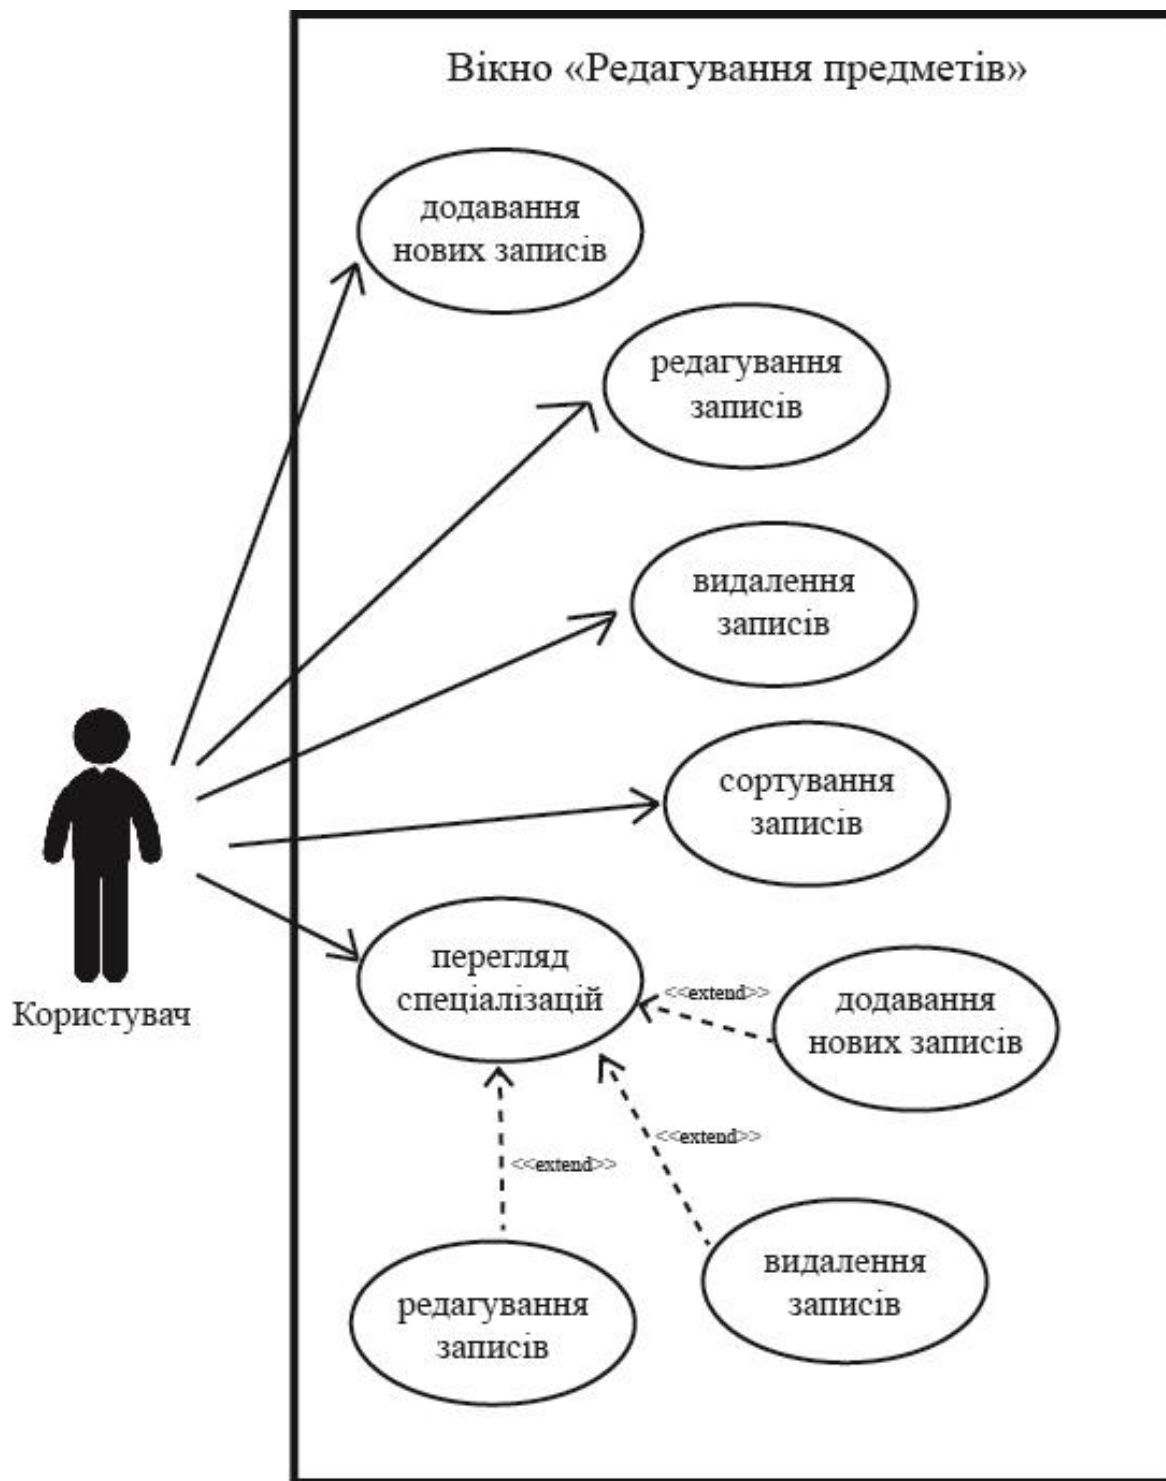 Вікно «Редагування предметів»
додавання
нових записів
редагування
записів
видалення
записів
сортування
записів
перегляд
спеціалізацій
<<extend>>
додавання
нових записів
Користувач
<<extend>>
<<extend>>
видалення
записів
редагування
записів